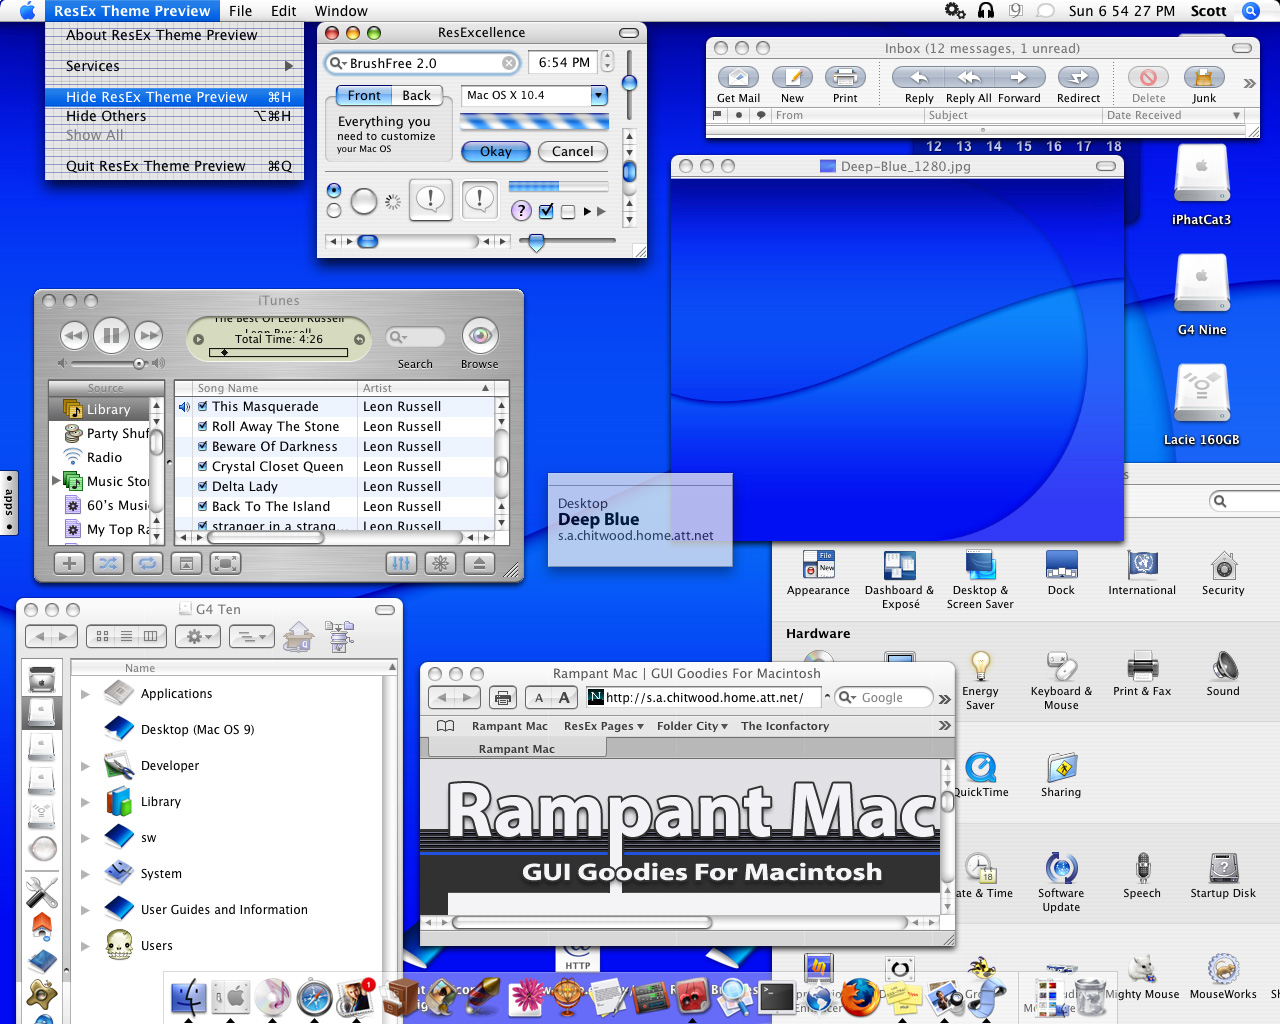 ResEx Theme Preview File Edit Window
Sun 6 54 27 PM Scott
About ResEx Theme Preview
Services
Hide ResEx Theme Preview ⌘H
Hide Others ⌥⌘H
Show All
Quit ResEx Theme Preview ⌘Q
ResExcellence
BrushFree 2.0
6:54 PM
Front Back
Mac OS X 10.4
Everything you
need to customize
your Mac OS
Okay Cancel
Inbox (12 messages, 1 unread)
Get Mail New Print Reply Reply All Forward Redirect Delete Junk
From Subject Date Received
12 13 14 15 16 17 18
Deep-Blue_1280.jpg
iPhatCat3
G4 Nine
Lacie 160GB
iTunes
The Best Of Leon Russell
Leon Russell
Total Time: 4:26
Search Browse
Source
Library
Party Shuf
Radio
Music Sto
60's Musi
My Top Ra
Song Name Artist
This Masquerade Leon Russell
Roll Away The Stone Leon Russell
Beware Of Darkness Leon Russell
Crystal Closet Queen Leon Russell
Delta Lady Leon Russell
Back To The Island Leon Russell
stranger in a strang... Leon Russell
apps
Desktop
Deep Blue
s.a.chitwood.home.att.net
Appearance
Dashboard &
Exposé
Desktop &
Screen Saver
Dock
International
Security
Hardware
Energy
Saver
Keyboard &
Mouse
Print & Fax
Sound
QuickTime
Sharing
ate & Time
Software
Update
Speech
Startup Disk
Mighty Mouse
MouseWorks
G4 Ten
Name
Applications
Desktop (Mac OS 9)
Developer
Library
sw
System
User Guides and Information
Users
Rampant Mac | GUI Goodies For Macintosh
A A
http://s.a.chitwood.home.att.net/
Google
Rampant Mac ResEx Pages Folder City The Iconfactory
Rampant Mac
Rampant Mac
GUI Goodies For Macintosh
HTTP